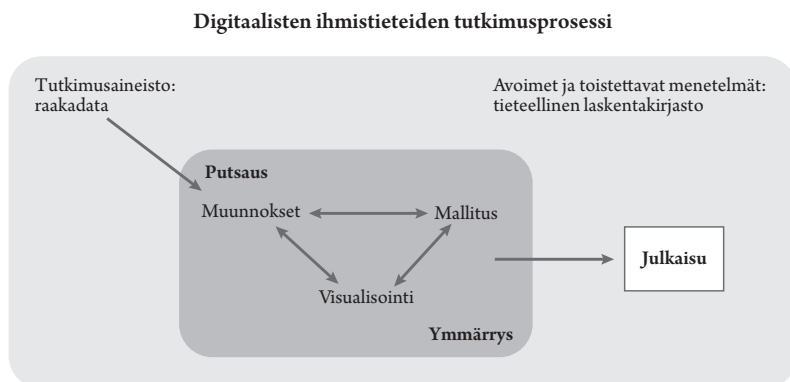 Digitaalisten ihmistieteiden tutkimusprosessi
Tutkimusaineisto:
raakadata
Avoimet ja toistettavat menetelmät:
tieteellinen laskentakirjasto
Putsaus
Muunnokset
Mallitus
Visualisointi
Ymmärrys
Julkaisu